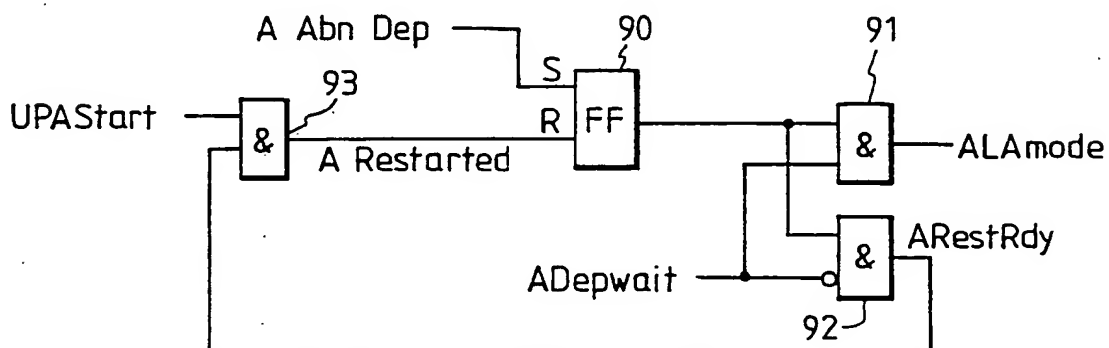 A Abn Dep
90
91
93
S
UPAStart
&
R
FF
&
ALAmode
A Restarted
ARestRdy
&
ADepwait
92